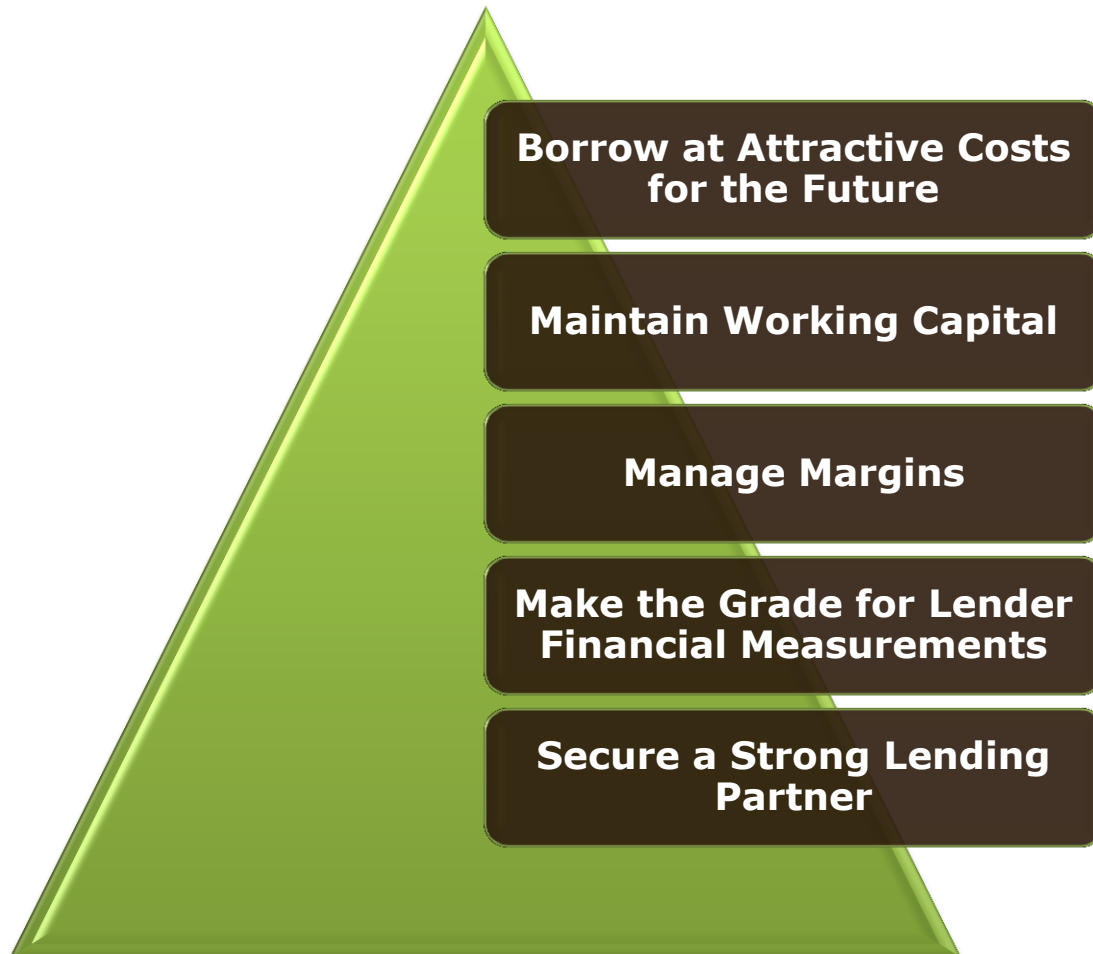 Borrow at Attractive Costs
for the Future
Maintain Working Capital
Manage Margins
Make the Grade for Lender
Financial Measurements
Secure a Strong Lending
Partner